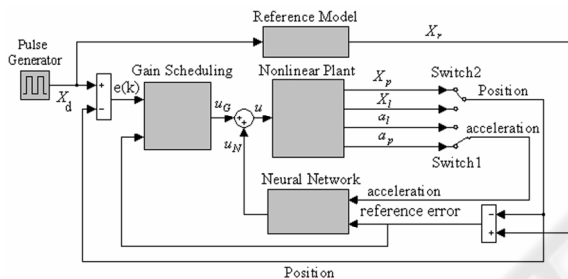 Reference Model
X_r
Pulse
Generator
Gain Scheduling
Nonlinear Plant
X_p
Switch2
+
e(k)
X_d
−
u_G
u
X_l
Position
+
+
a_l
u_N
a_p
acceleration
Switch1
Neural Network
acceleration
reference error
−
+
Position